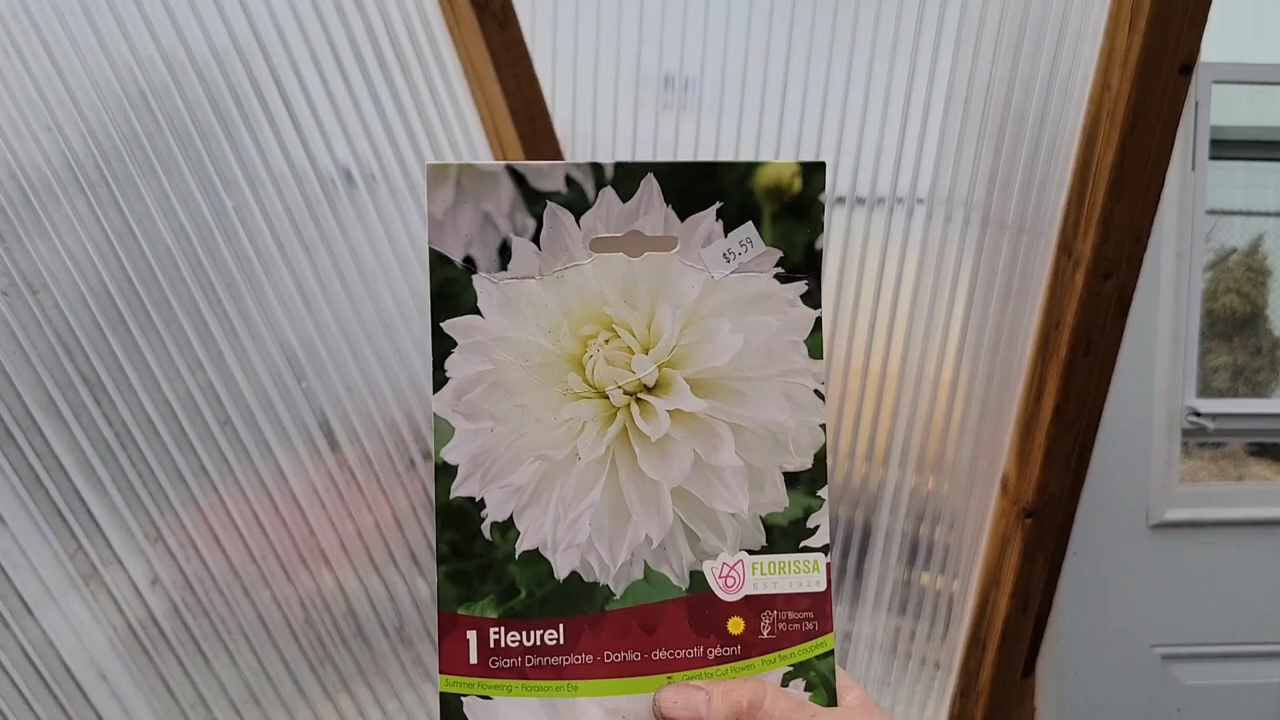 $5.59
FLORISSA
EST. 1928
1 Fleurel
10"Blooms
90 cm (36")
Giant Dinnerplate - Dahlia - décoratif géant
Great for Cut Flowers - Pour fleurs coupées
Summer Flowering - Floraison en Été